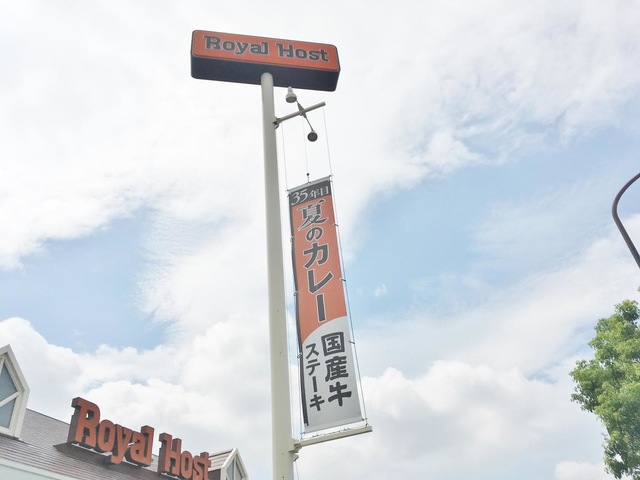 Royal Host
35年目
夏のカレー
国産牛
ステーキ
Royal Host